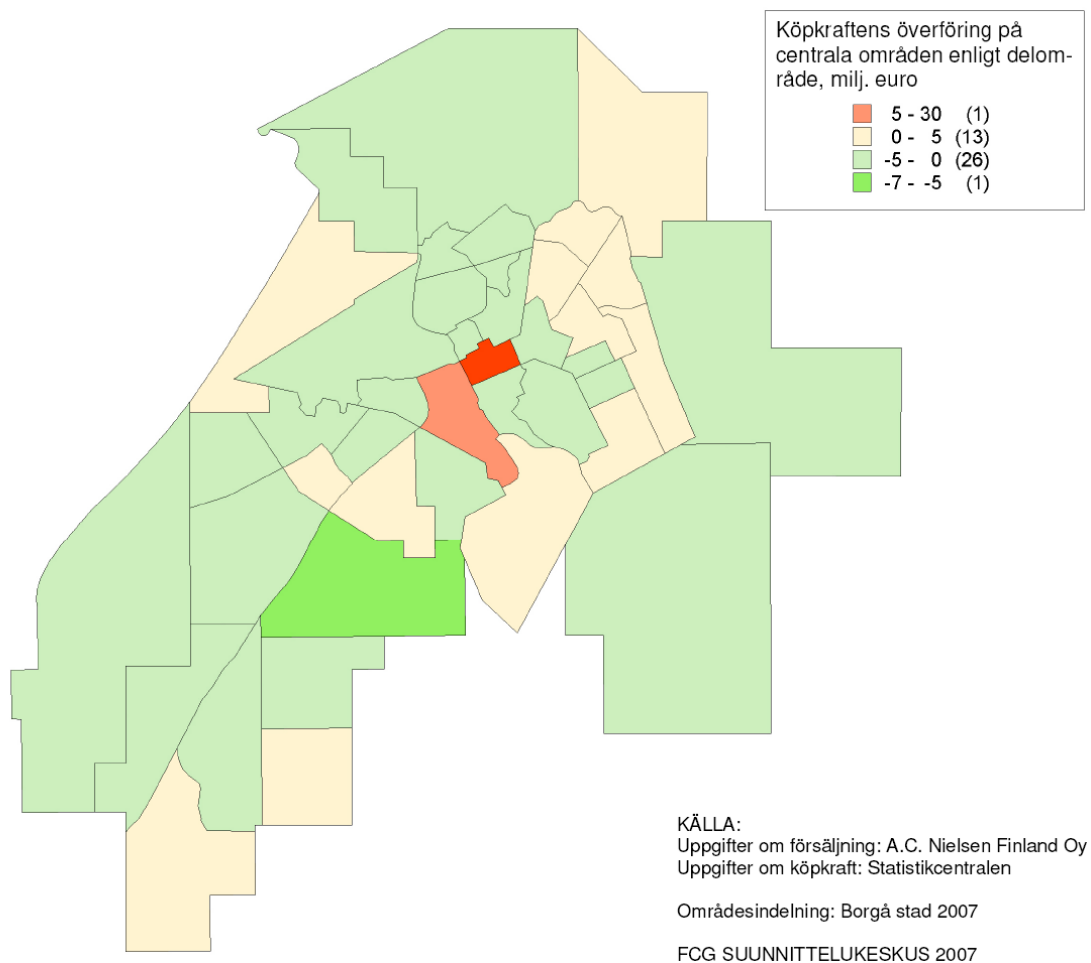 Köpkraftens överföring på
centrala områden enligt delom-
råde, milj. euro
5 - 30 (1)
0 - 5 (13)
-5 - 0 (26)
-7 - -5 (1)
KÄLLA:
Uppgifter om försäljning: A.C. Nielsen Finland Oy
Uppgifter om köpkraft: Statistikcentralen
Områdesindelning: Borgå stad 2007
FCG SUUNNITTELUKESKUS 2007